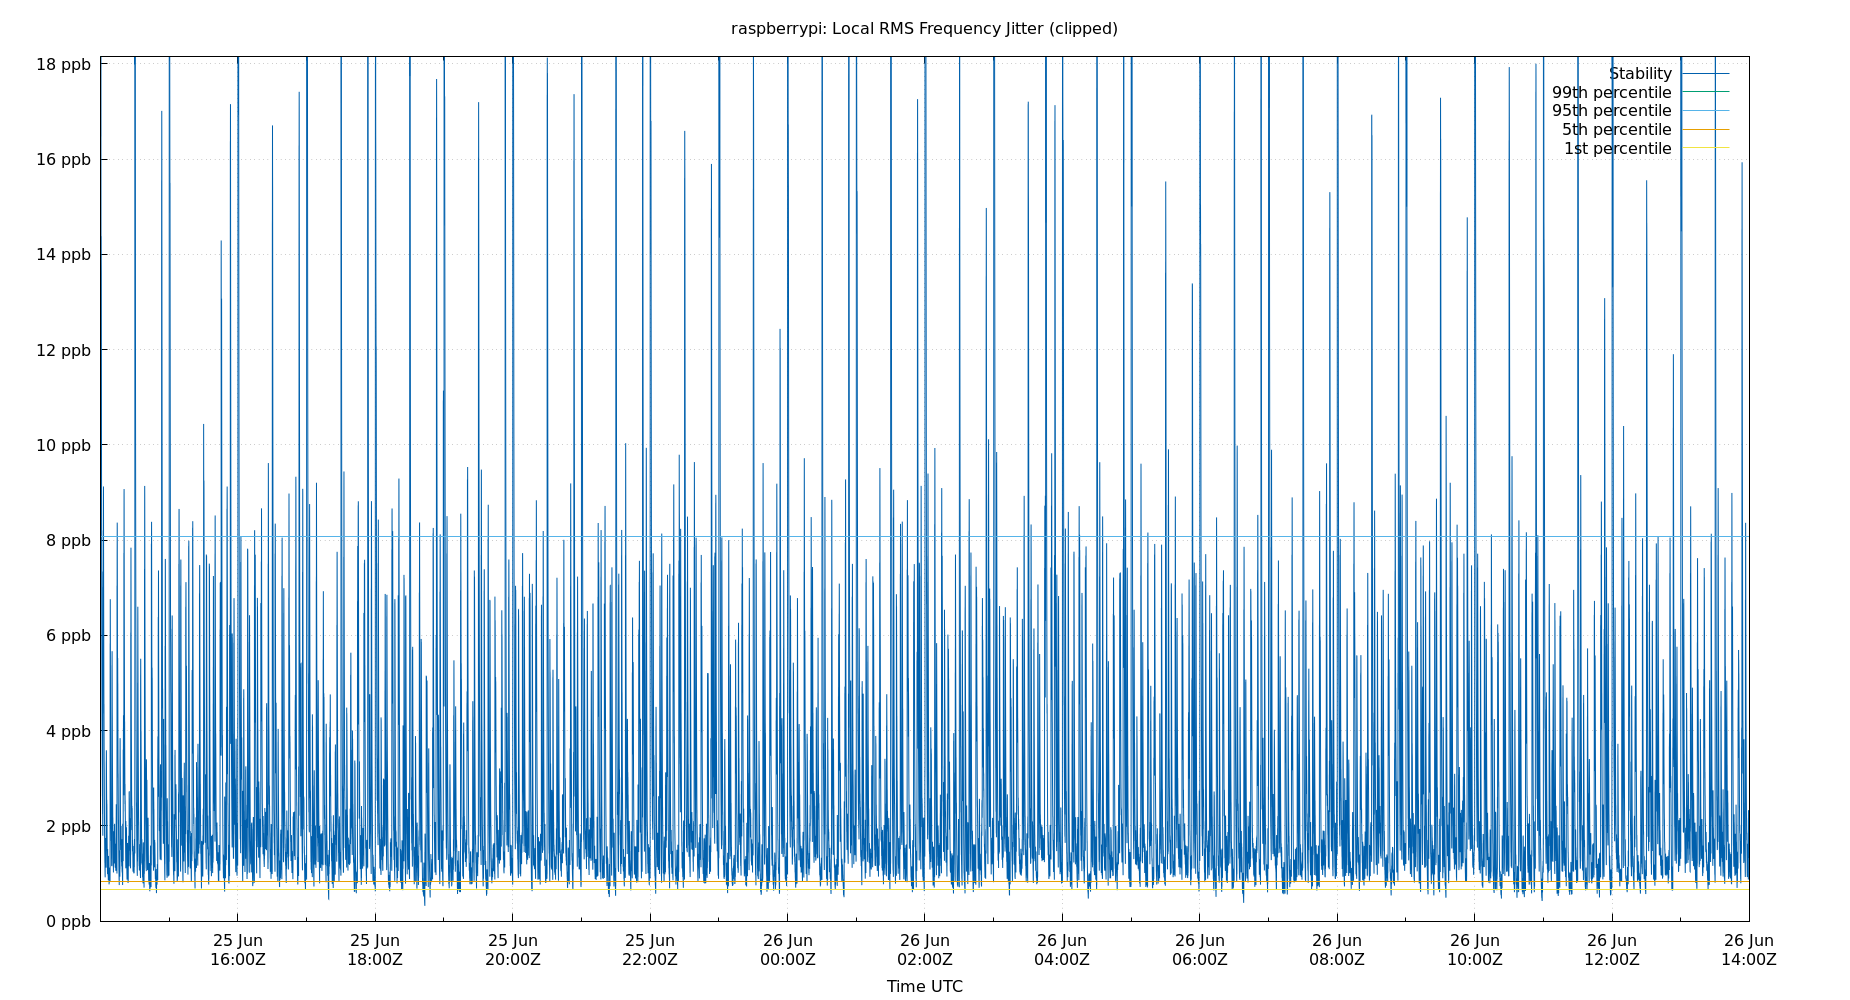 raspberrypi: Local RMS Frequency Jitter (clipped)
18 ppb
16 ppb
14 ppb
12 ppb
10 ppb
8 ppb
6 ppb
4 ppb
2 ppb
0 ppb
Stability
99th percentile
95th percentile
5th percentile
1st percentile
25 Jun 25 Jun 25 Jun 25 Jun 26 Jun 26 Jun 26 Jun 26 Jun 26 Jun 26 Jun 26 Jun 26 Jun
16:00Z 18:00Z 20:00Z 22:00Z 00:00Z 02:00Z 04:00Z 06:00Z 08:00Z 10:00Z 12:00Z 14:00Z
Time UTC